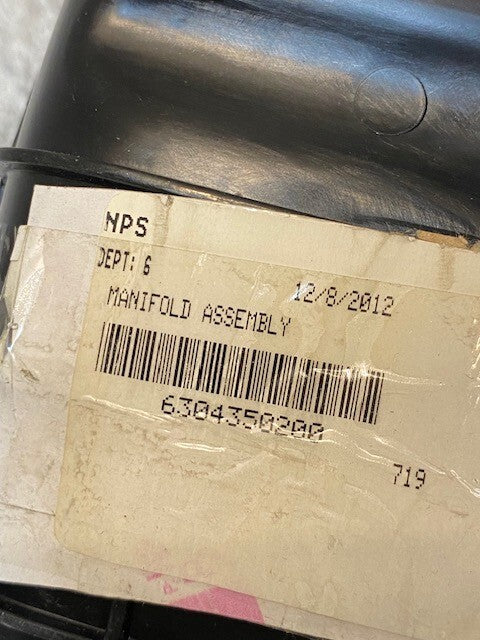 NPS
DEPT: 6
12/8/2012
MANIFOLD ASSEMBLY
6304350200
719